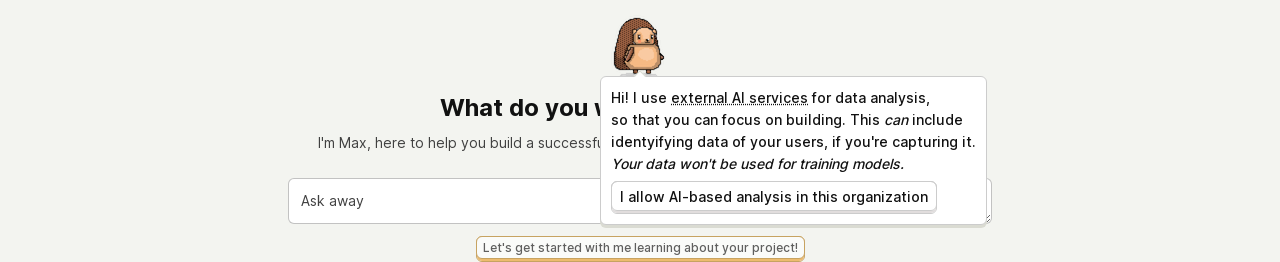 Hi! I use external AI services for data analysis,
so that you can focus on building. This can include
identyifying data of your users, if you're capturing it.
Your data won't be used for training models.
I allow AI-based analysis in this organization
What do you
I'm Max, here to help you build a
Ask away
Let's get started with me learning about your project!